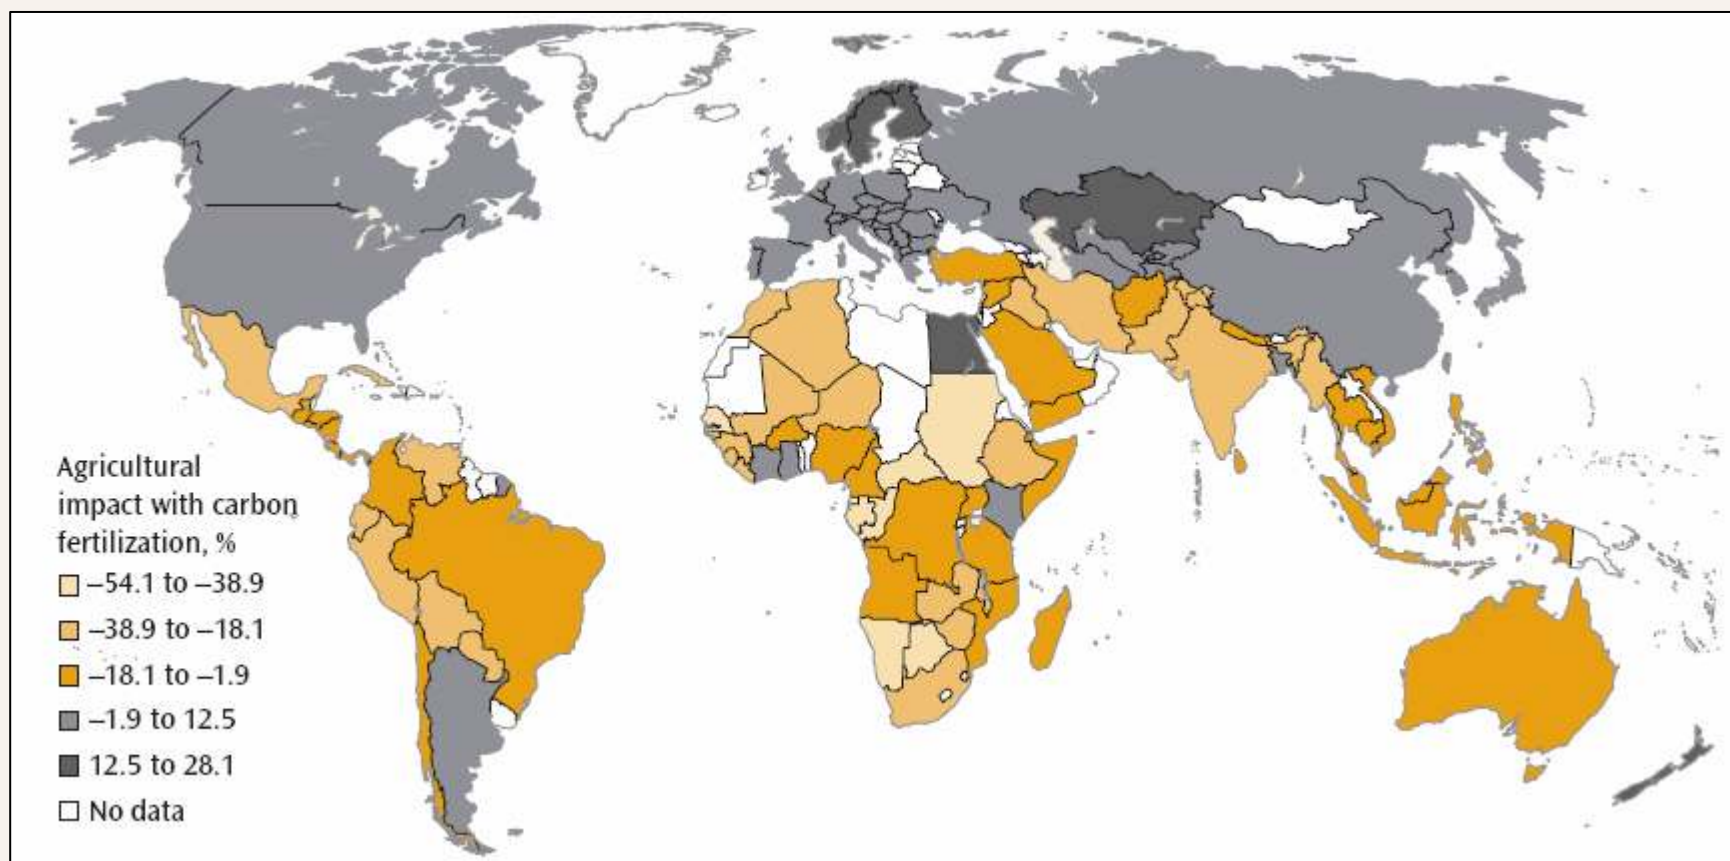 Agricultural
impact with carbon
fertilization, %
–54.1 to –38.9
–38.9 to –18.1
–18.1 to –1.9
–1.9 to 12.5
12.5 to 28.1
No data